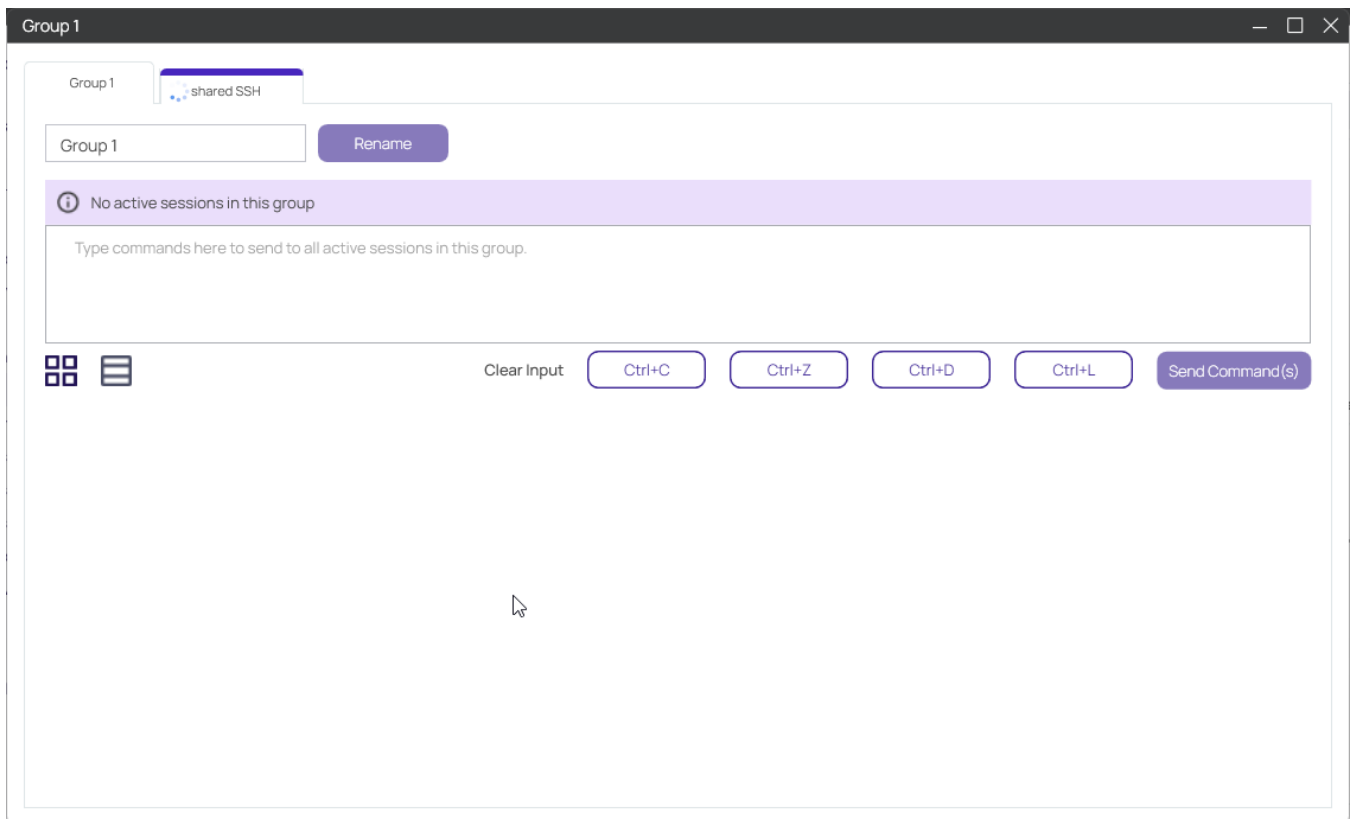 Group 1
Group 1
shared SSH
Group 1
Rename
No active sessions in this group
Type commands here to send to all active sessions in this group.
Clear Input Ctrl+C Ctrl+Z Ctrl+D Ctrl+L Send Command(s)